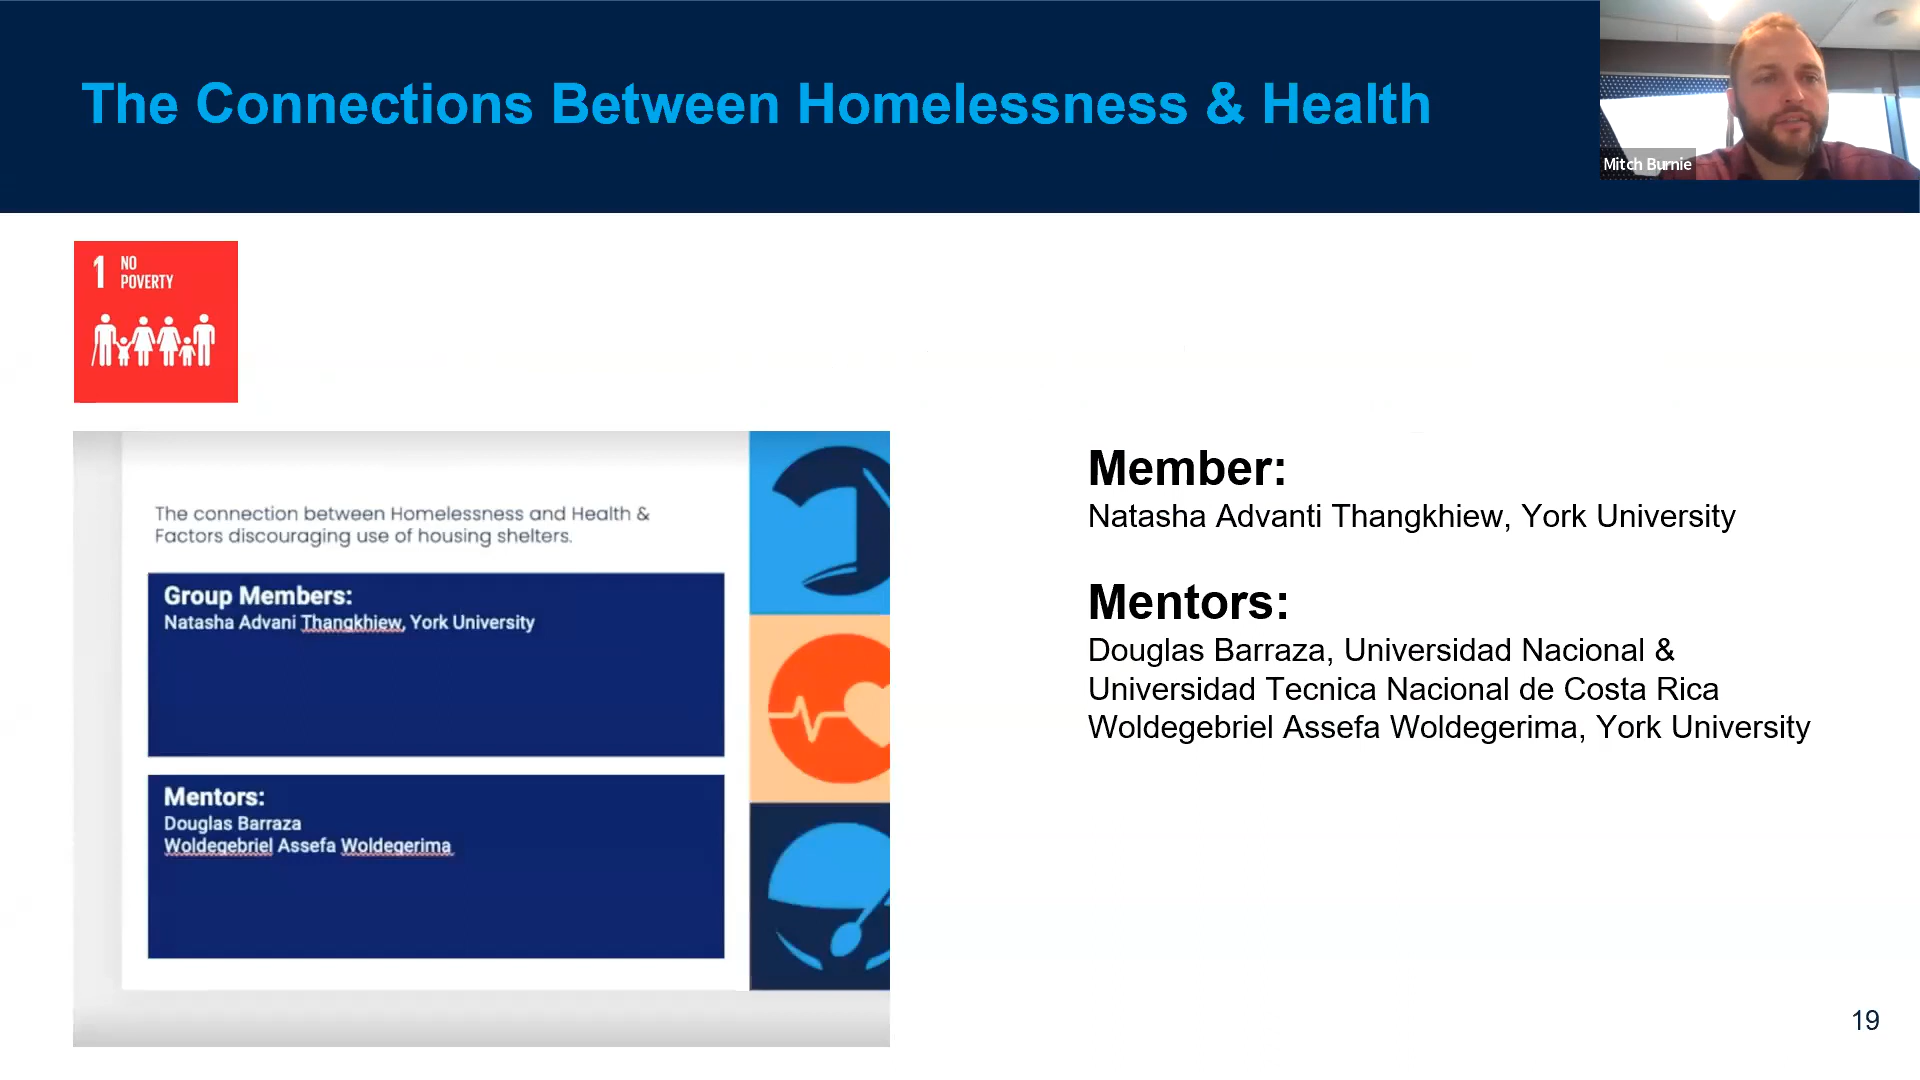 The Connections Between Homelessness & Health
Mitch Burnie
1 NO
POVERTY
The connection between Homelessness and Health &
Factors discouraging use of housing shelters.
Group Members:
Natasha Advani Thangkhiew, York University
Mentors:
Douglas Barraza
Woldegebriel Assefa Woldegerima
Member:
Natasha Advanti Thangkhiew, York University
Mentors:
Douglas Barraza, Universidad Nacional &
Universidad Tecnica Nacional de Costa Rica
Woldegebriel Assefa Woldegerima, York University
19